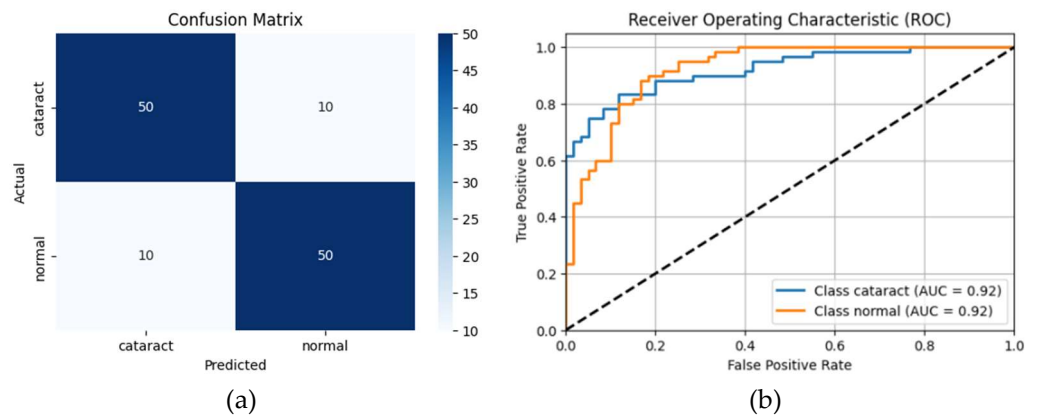 Confusion Matrix
cataract
normal
Actual
50
10
10
50
cataract
normal
Predicted
50
45
40
35
30
25
20
15
10
(a)
Receiver Operating Characteristic (ROC)
True Positive Rate
1.0
0.8
0.6
0.4
0.2
0.0
Class cataract (AUC = 0.92)
Class normal (AUC = 0.92)
0.0
0.2
0.4
0.6
0.8
1.0
False Positive Rate
(b)